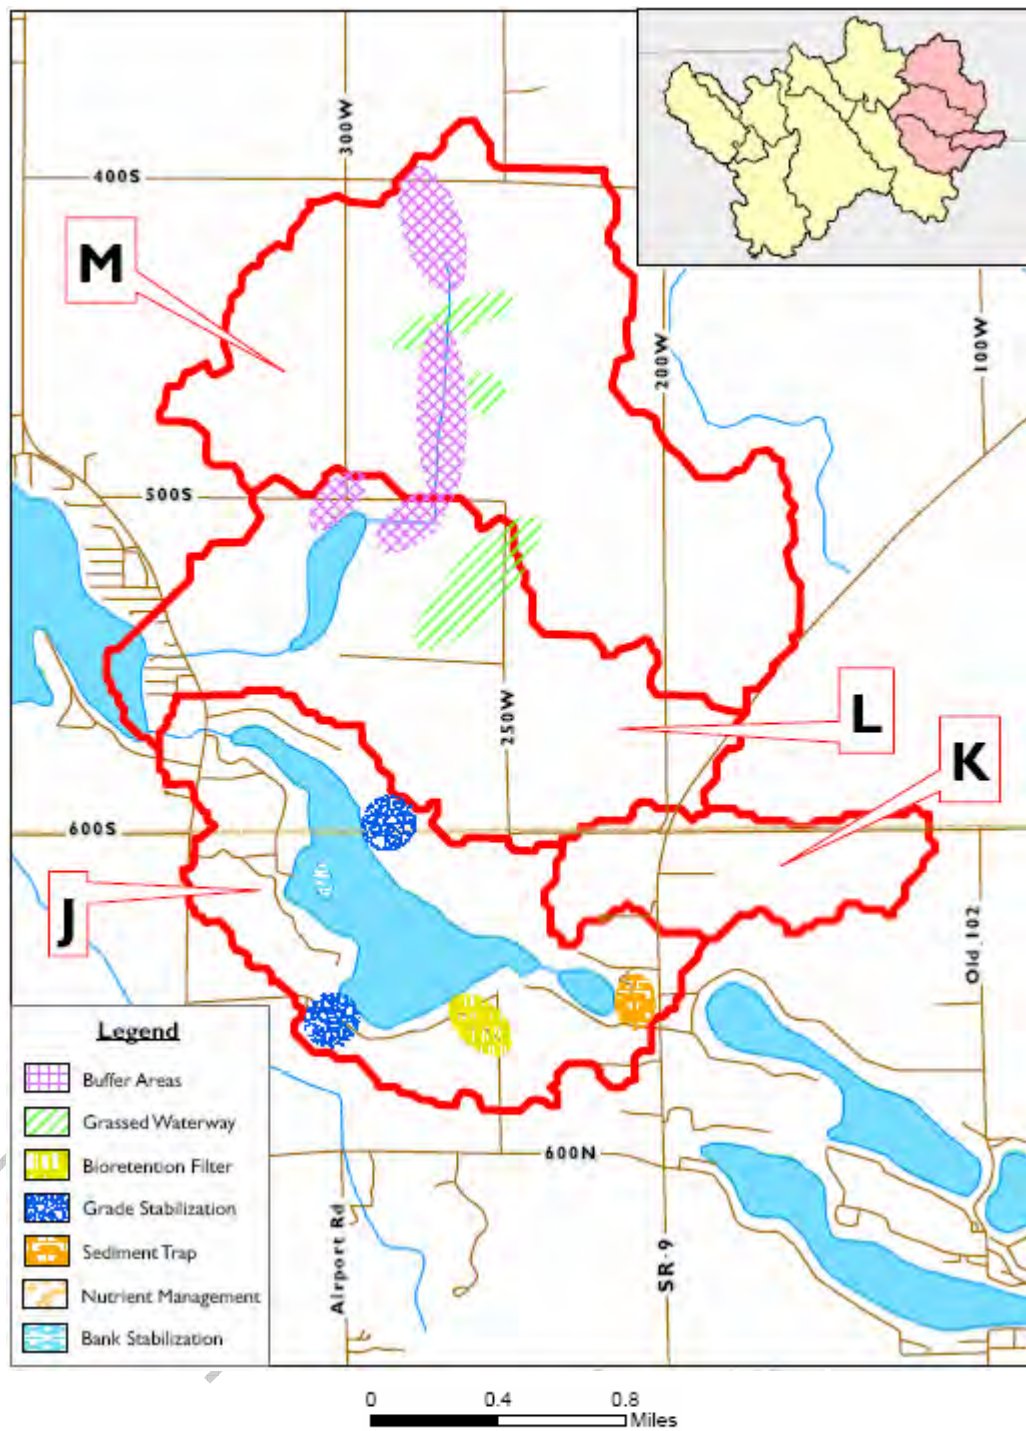 300W
400S
M
200W
100W
500S
250W
L
K
600S
J
Old 102
Legend
Buffer Areas
Grassed Waterway
Bioretention Filter
Grade Stabilization
Sediment Trap
Nutrient Management
Bank Stabilization
600N
Airport Rd
SR-9
0 0.4 0.8
Miles